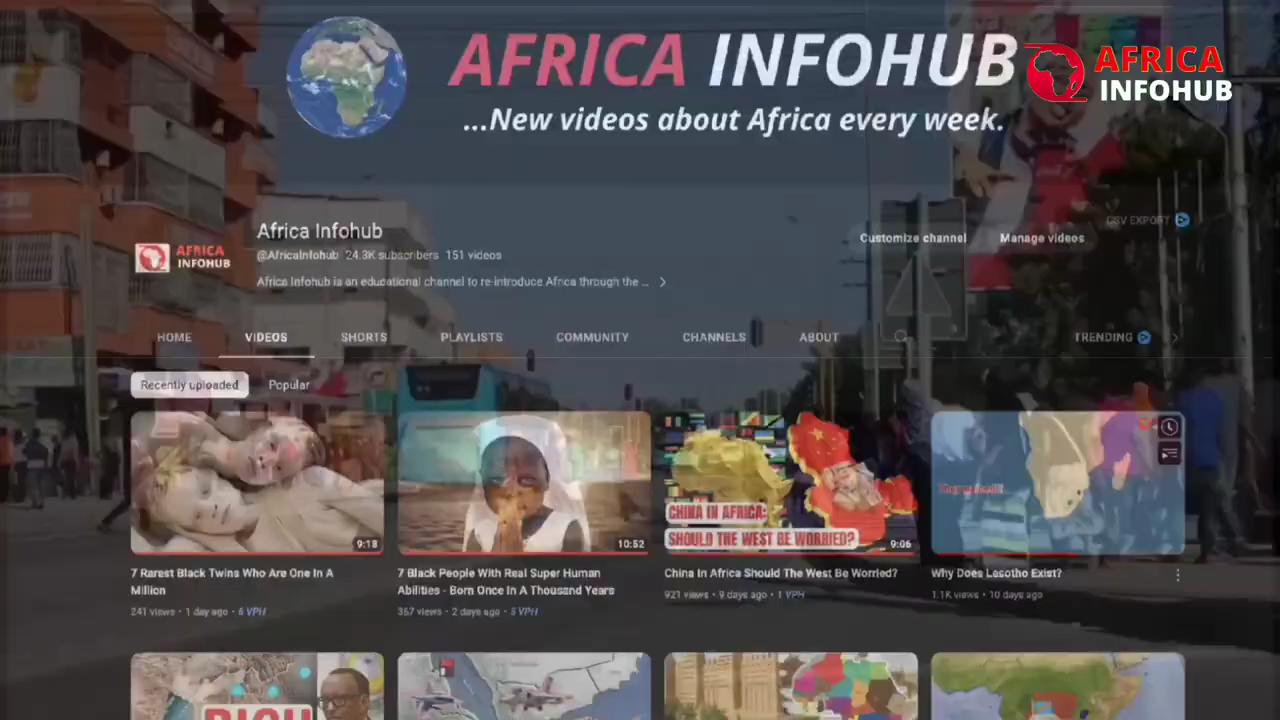 AFRICA INFOHUB
...New videos about Africa every week.
AFRICA
INFOHUB
Africa Infohub
@AfricaInfohub 24.3K subscribers 151 videos
Africa Infohub is an educational channel to re-introduce Africa through the ...
AFRICA
INFOHUB
CSV EXPORT
Customize channel Manage videos
HOME VIDEOS SHORTS PLAYLISTS COMMUNITY CHANNELS ABOUT TRENDING
Recently uploaded Popular
9:18
10:52
CHINA IN AFRICA:
SHOULD THE WEST BE WORRIED?
9:06
7 Rarest Black Twins Who Are One In A
Million
241 views • 1 day ago • 6 VPH
7 Black People With Real Super Human
Abilities - Born Once In A Thousand Years
357 views • 2 days ago • 5 VPH
China In Africa Should The West Be Worried?
921 views • 9 days ago • 1 VPH
Why Does Lesotho Exist?
1.1K views • 10 days ago
RICH